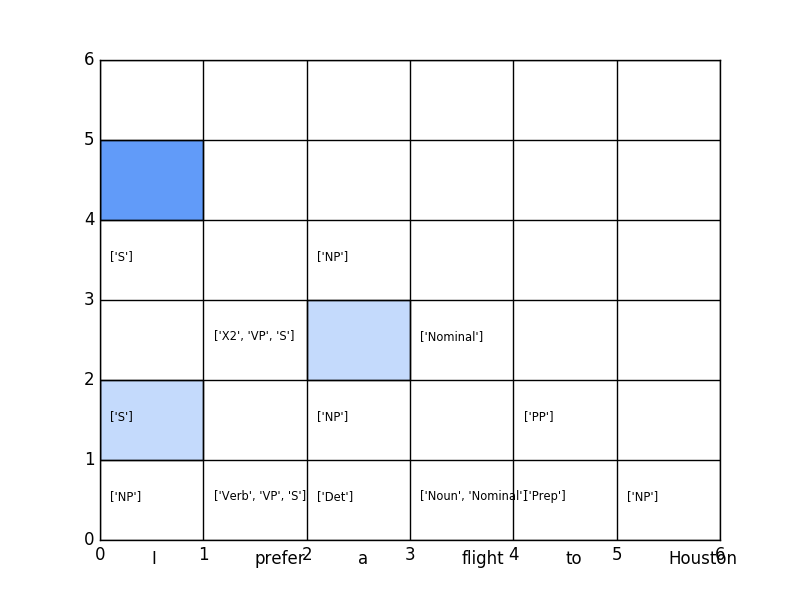 6
5
4
['S'] ['NP']
3
['X2', 'VP', 'S'] ['Nominal']
2
['S'] ['NP'] ['PP']
1
['NP'] ['Verb', 'VP', 'S'] ['Det'] ['Noun', 'Nominal'] ['Prep'] ['NP']
0
0 1 2 3 4 5 6
I prefer a flight to Houston